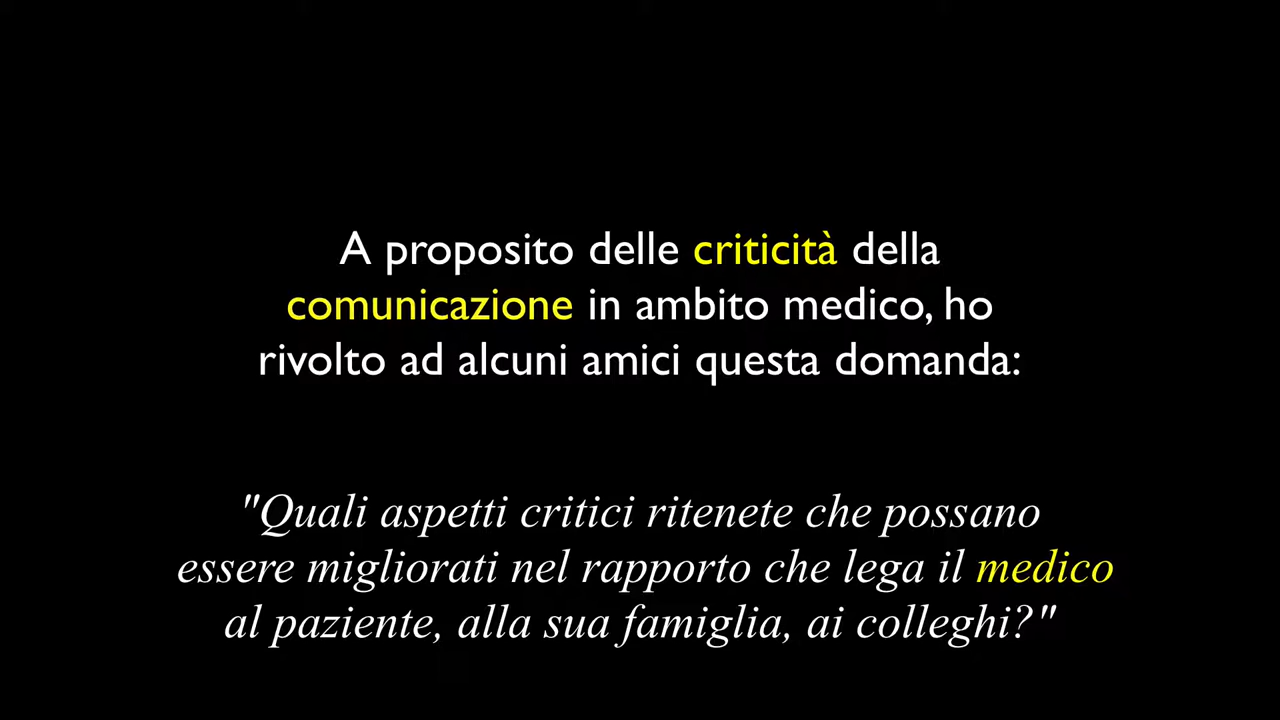 A proposito delle criticità della
comunicazione in ambito medico, ho
rivolto ad alcuni amici questa domanda:
"Quali aspetti critici ritenete che possano
essere migliorati nel rapporto che lega il medico
al paziente, alla sua famiglia, ai colleghi?"